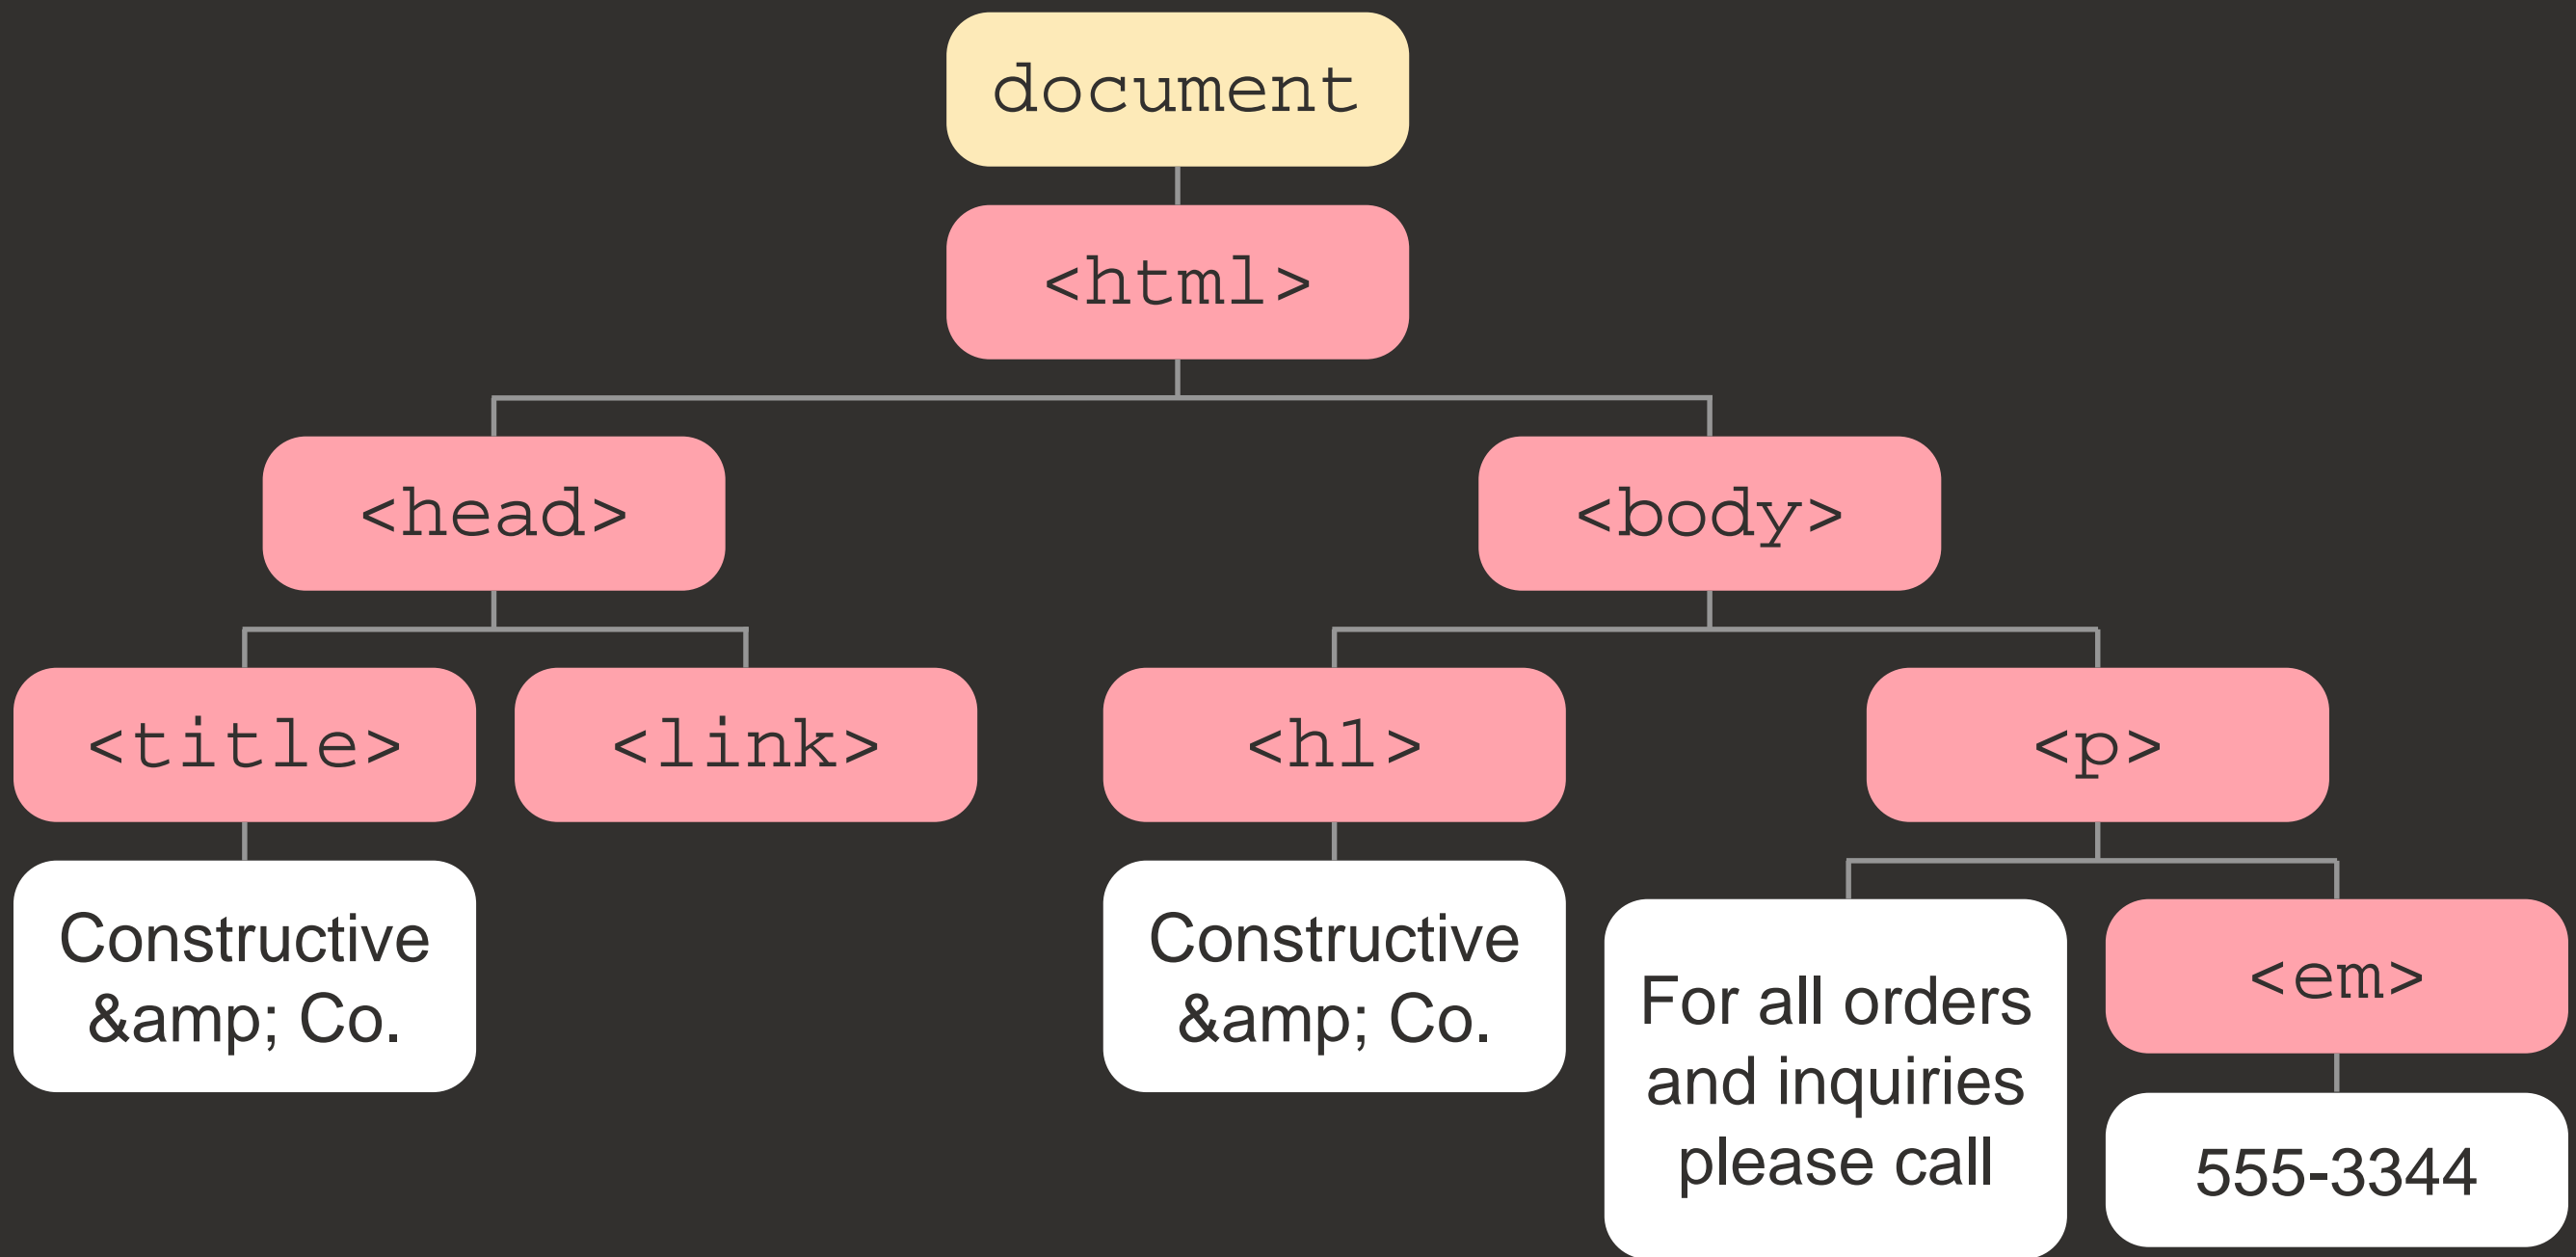 document
<html>
<head>
<body>
<title>
<link>
<h1>
<p>
Constructive
&amp; Co.
Constructive
&amp; Co.
For all orders
and inquiries
please call
<em>
555-3344